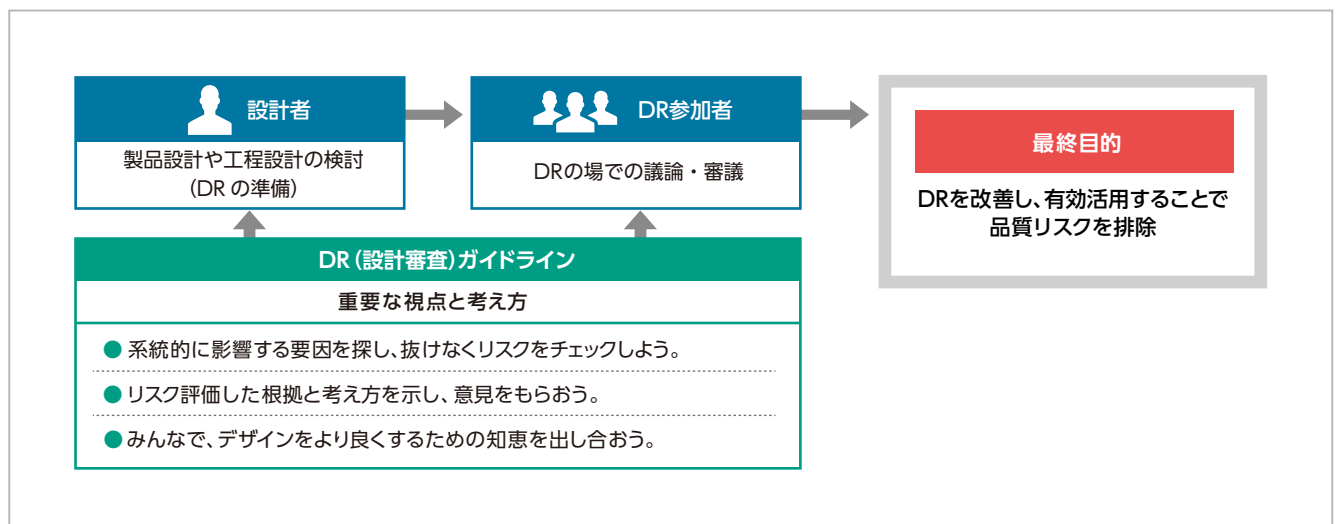 設計者
製品設計や工程設計の検討
(DR の準備)
DR参加者
DRの場での議論・審議
最終目的
DRを改善し、有効活用することで
品質リスクを排除
DR（設計審査）ガイドライン
重要な視点と考え方
● 系統的に影響する要因を探し、抜けなくリスクをチェックしよう。
● リスク評価した根拠と考え方を示し、意見をもらおう。
● みんなで、デザインをより良くするための知恵を出し合おう。